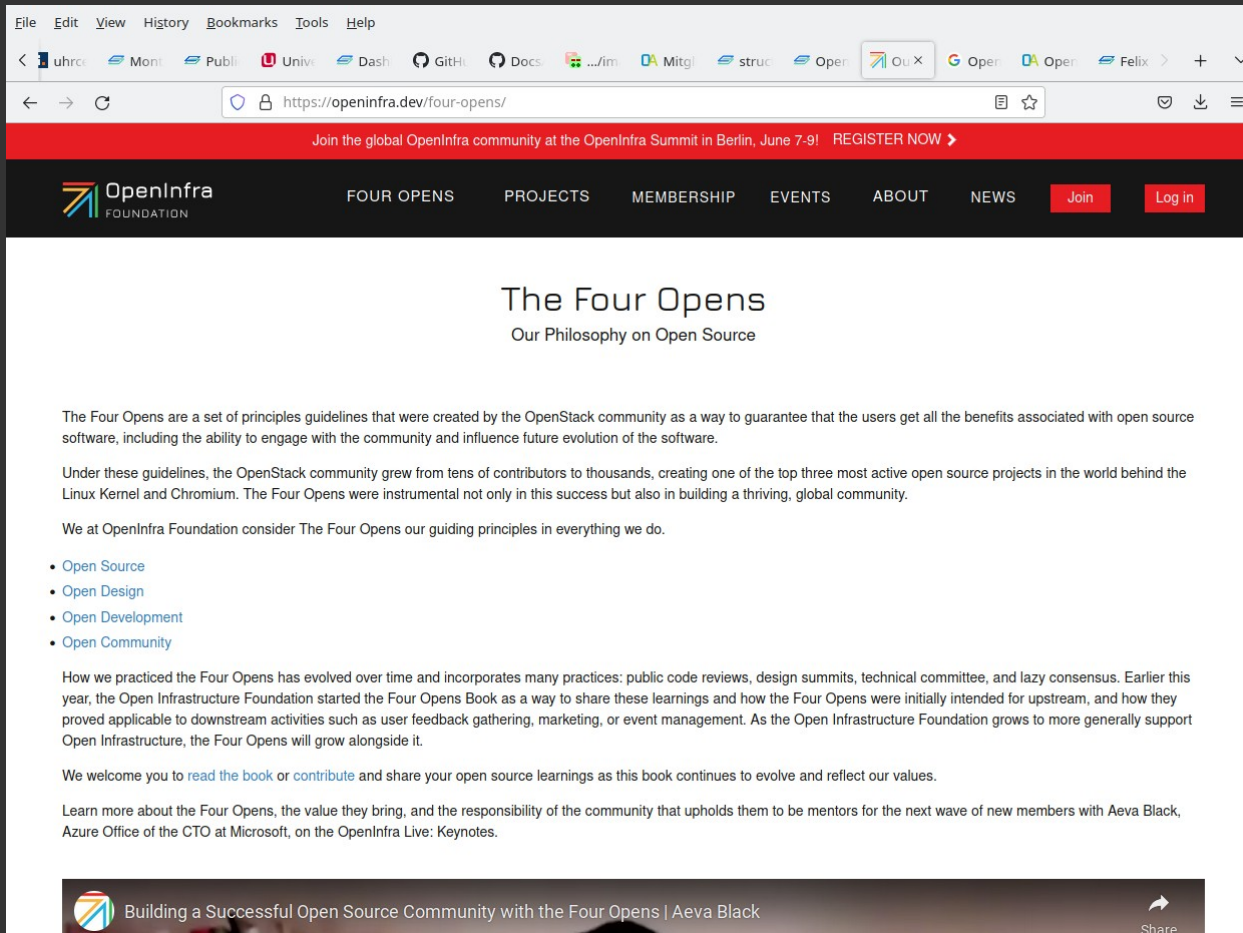 File Edit View History Bookmarks Tools Help
uhrc Mont Publi Unive Dash GitHu Docs .../im Mitgl struc Open Ou Open Open Felix
https://openinfra.dev/four-opens/
Join the global OpenInfra community at the OpenInfra Summit in Berlin, June 7-9! REGISTER NOW
OpenInfra
FOUNDATION
FOUR OPENS PROJECTS MEMBERSHIP EVENTS ABOUT NEWS Join Log in
The Four Opens
Our Philosophy on Open Source
The Four Opens are a set of principles guidelines that were created by the OpenStack community as a way to guarantee that the users get all the benefits associated with open source
software, including the ability to engage with the community and influence future evolution of the software.
Under these guidelines, the OpenStack community grew from tens of contributors to thousands, creating one of the top three most active open source projects in the world behind the
Linux Kernel and Chromium. The Four Opens were instrumental not only in this success but also in building a thriving, global community.
We at OpenInfra Foundation consider The Four Opens our guiding principles in everything we do.
• Open Source
• Open Design
• Open Development
• Open Community
How we practiced the Four Opens has evolved over time and incorporates many practices: public code reviews, design summits, technical committee, and lazy consensus. Earlier this
year, the Open Infrastructure Foundation started the Four Opens Book as a way to share these learnings and how the Four Opens were initially intended for upstream, and how they
proved applicable to downstream activities such as user feedback gathering, marketing, or event management. As the Open Infrastructure Foundation grows to more generally support
Open Infrastructure, the Four Opens will grow alongside it.
We welcome you to read the book or contribute and share your open source learnings as this book continues to evolve and reflect our values.
Learn more about the Four Opens, the value they bring, and the responsibility of the community that upholds them to be mentors for the next wave of new members with Aeva Black,
Azure Office of the CTO at Microsoft, on the OpenInfra Live: Keynotes.
Building a Successful Open Source Community with the Four Opens | Aeva Black
Share